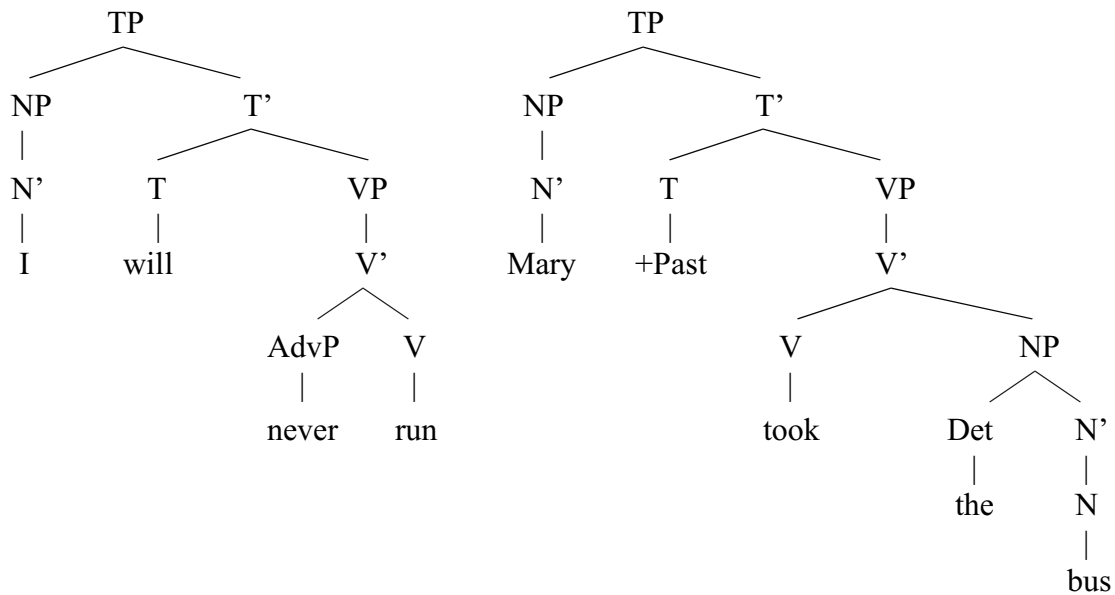 TP TP
NP T’ NP T’
N’ T VP N’ T VP
I will V’ Mary +Past V’
AdvP V V NP
never run took Det N’
the N
bus